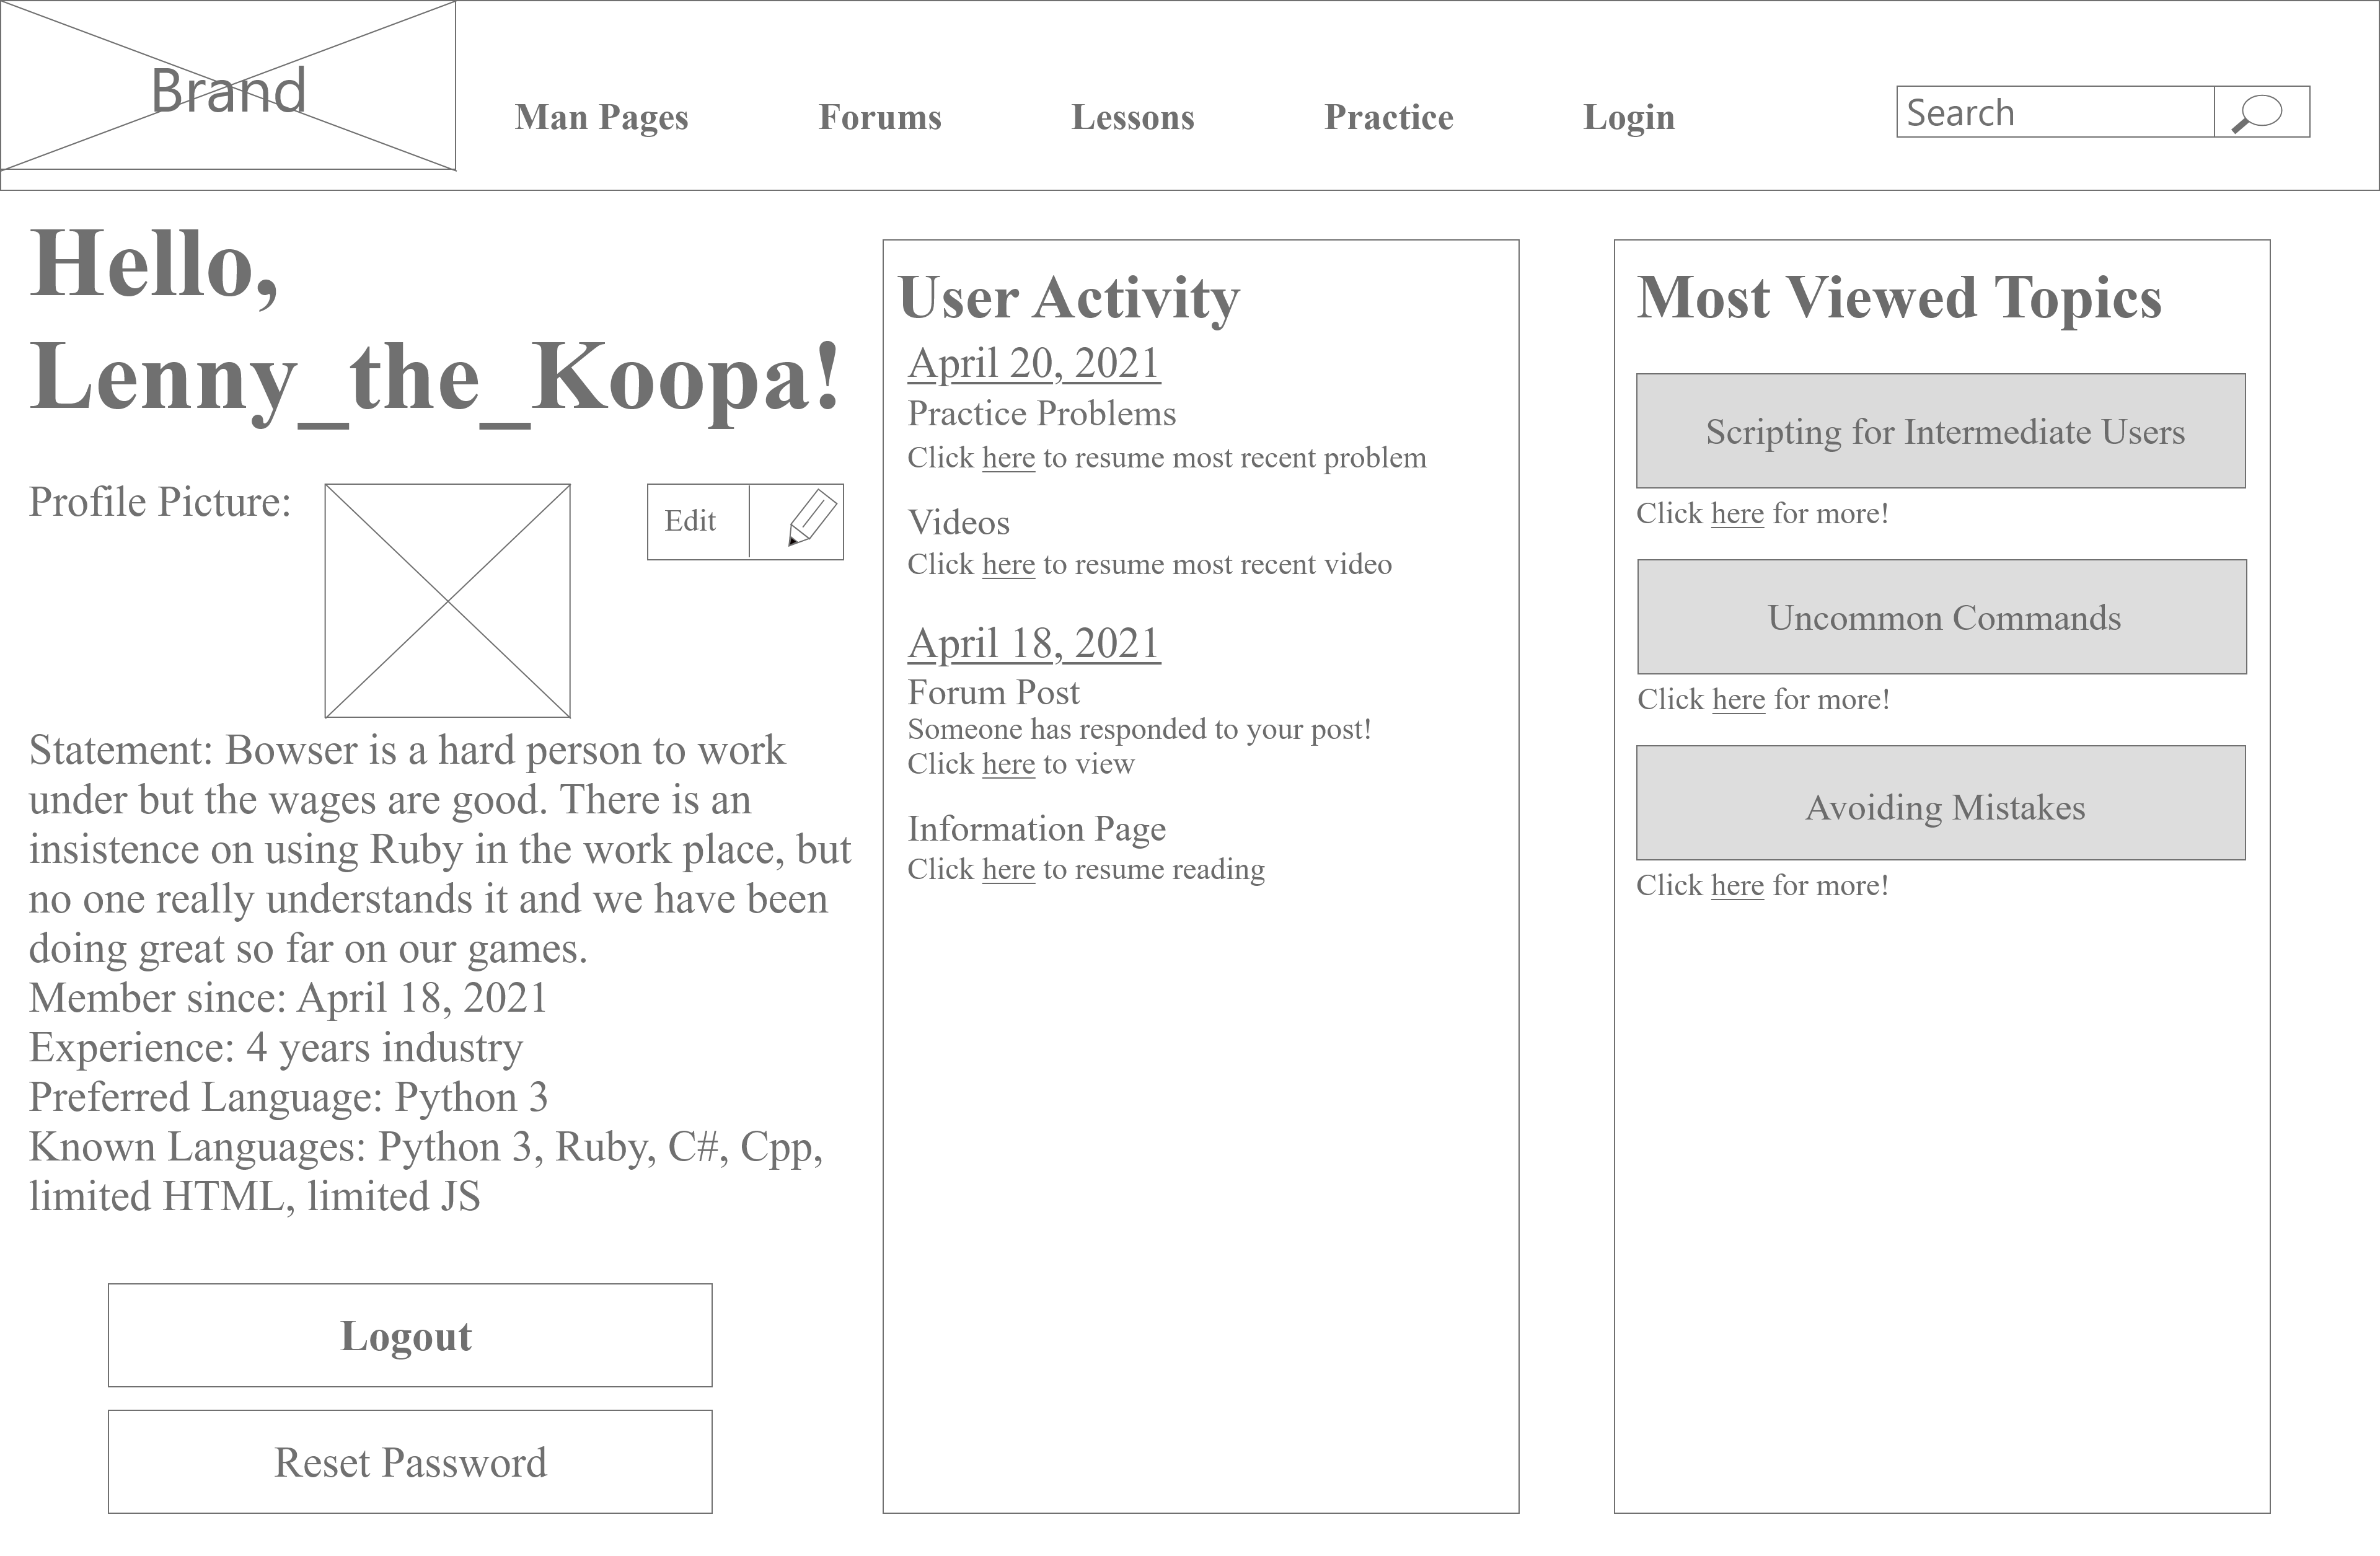 Brand
Man Pages
Forums
Lessons
Practice
Login
Search
Hello,
Lenny_the_Koopa!
Profile Picture:
Edit
Statement: Bowser is a hard person to work
under but the wages are good. There is an
insistence on using Ruby in the work place, but
no one really understands it and we have been
doing great so far on our games.
Member since: April 18, 2021
Experience: 4 years industry
Preferred Language: Python 3
Known Languages: Python 3, Ruby, C#, Cpp,
limited HTML, limited JS
Logout
Reset Password
User Activity
April 20, 2021
Practice Problems
Click here to resume most recent problem
Videos
Click here to resume most recent video
April 18, 2021
Forum Post
Someone has responded to your post!
Click here to view
Information Page
Click here to resume reading
Most Viewed Topics
Scripting for Intermediate Users
Click here for more!
Uncommon Commands
Click here for more!
Avoiding Mistakes
Click here for more!